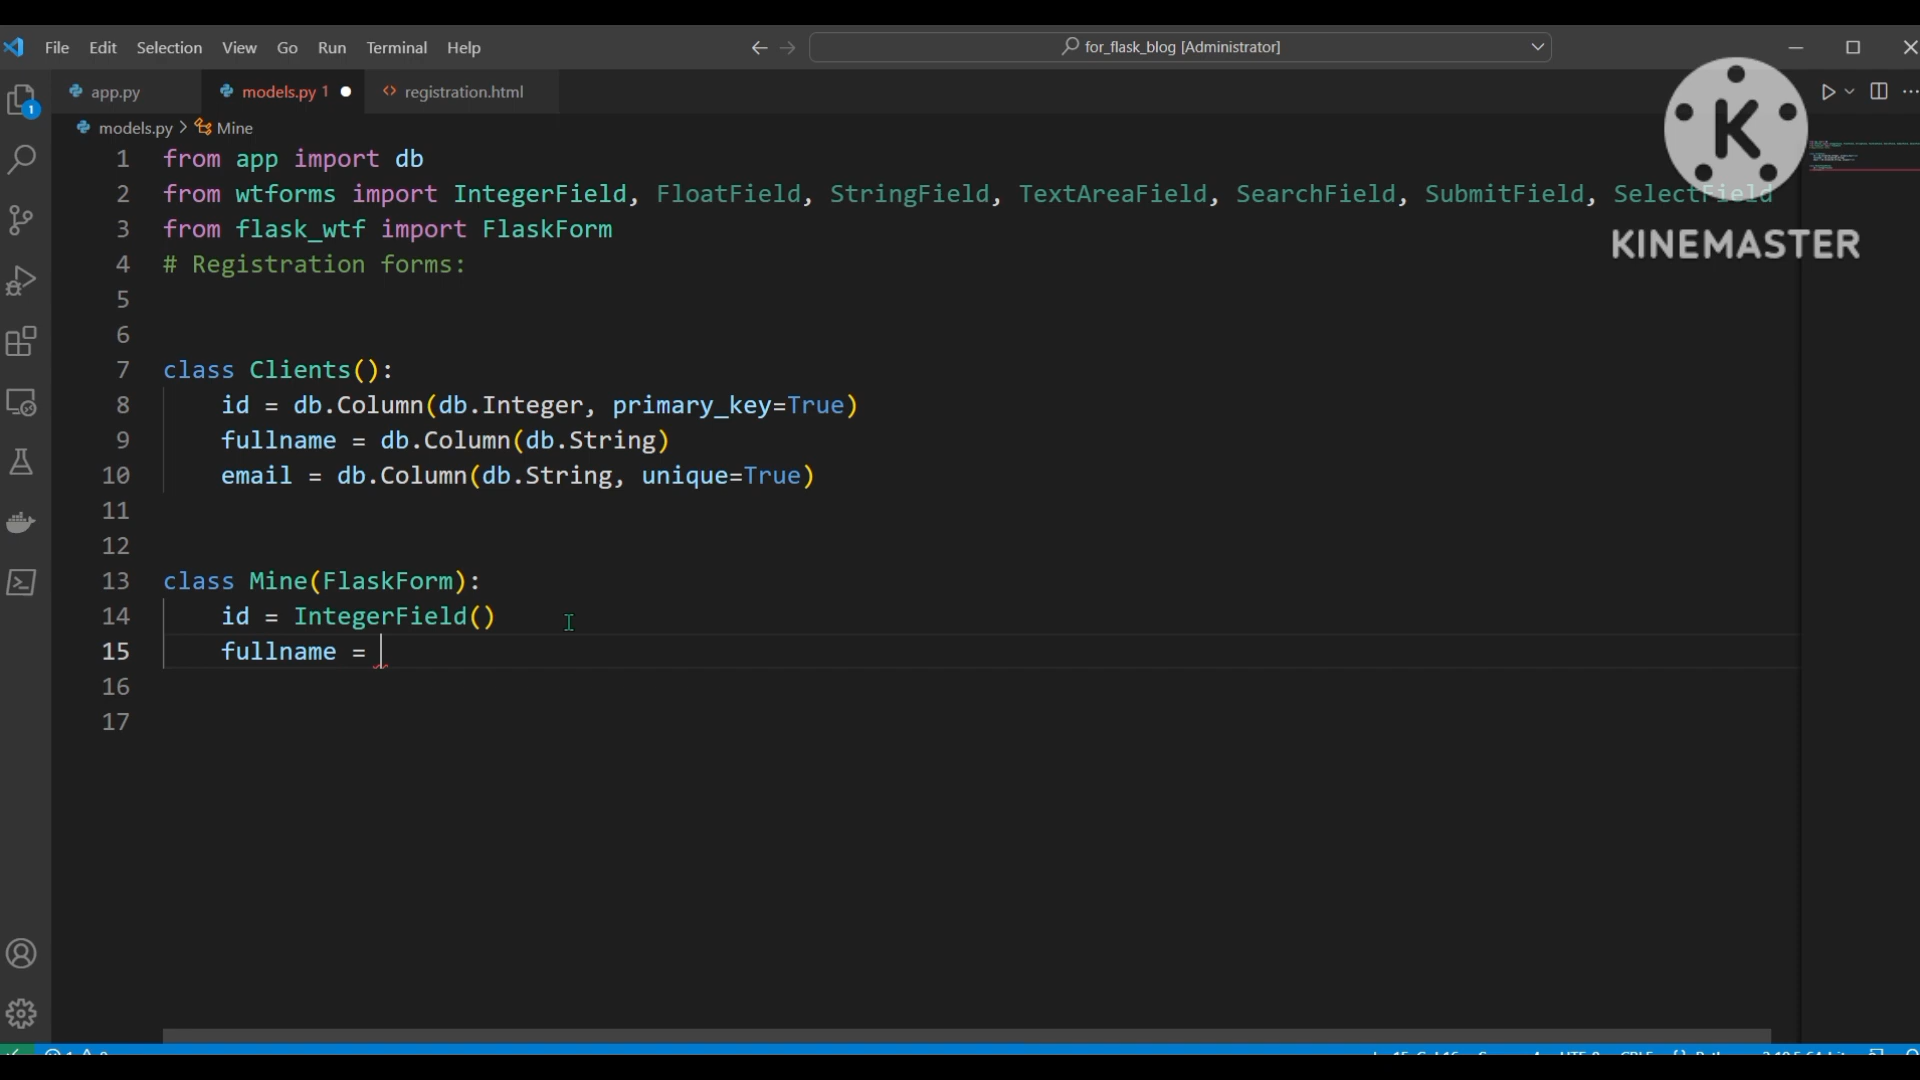 File Edit Selection View Go Run Terminal Help
for_flask_blog [Administrator]
app.py models.py 1 registration.html
models.py > Mine
1 from app import db
2 from wtforms import IntegerField, FloatField, StringField, TextAreaField, SearchField, SubmitField, SelectField
3 from flask_wtf import FlaskForm
4 # Registration forms:
5
6
7 class Clients():
8 id = db.Column(db.Integer, primary_key=True)
9 fullname = db.Column(db.String)
10 email = db.Column(db.String, unique=True)
11
12
13 class Mine(FlaskForm):
14 id = IntegerField()
15 fullname =
16
17
1
K
KINEMASTER